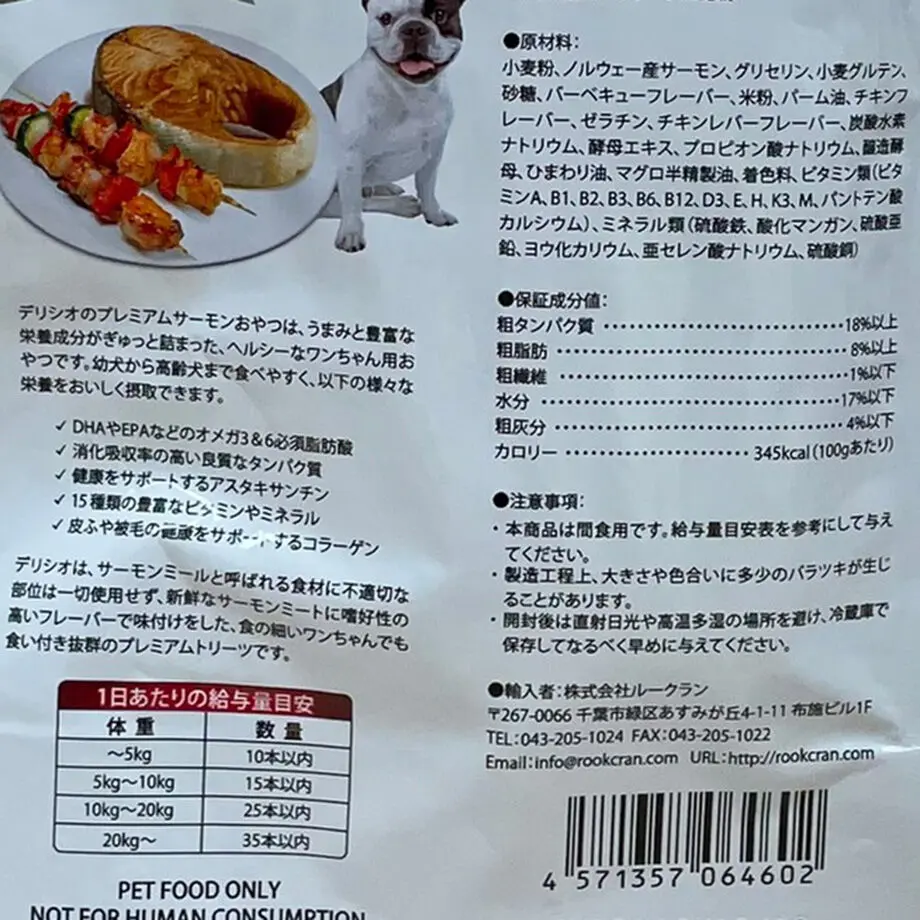 デリシオのプレミアムサーモンおやつは、うまみと豊富な
栄養成分がぎゅっと詰まった、ヘルシーなワンちゃん用お
やつです。幼犬から高齢犬まで食べやすく、以下の様々な
栄養をおいしく摂取できます。
✓ DHAやEPAなどのオメガ3&6必須脂肪酸
✓ 消化吸収率の高い良質なタンパク質
✓ 健康をサポートするアスタキサンチン
✓ 15種類の豊富なビタミンやミネラル
✓ 皮ふや被毛の健康をサポートするコラーゲン
デリシオは、サーモンミールと呼ばれる食材に不適切な
部位は一切使用せず、新鮮なサーモンミートに嗜好性の
高いフレーバーで味付けをした、食の細いワンちゃんでも
食い付き抜群のプレミアムトリーツです。
1日あたりの給与量目安
体重 数量
〜5kg 10本以内
5kg〜10kg 15本以内
10kg〜20kg 25本以内
20kg〜 35本以内
PET FOOD ONLY
NOT FOR HUMAN CONSUMPTION
●原材料:
小麦粉、ノルウェー産サーモン、グリセリン、小麦グルテン、
砂糖、バーベキューフレーバー、米粉、パーム油、チキンフ
レーバー、ゼラチン、チキンレバーフレーバー、炭酸水素
ナトリウム、酵母エキス、プロピオン酸ナトリウム、醸造酵
母、ひまわり油、マグロ半精製油、着色料、ビタミン類(ビタ
ミンA, B1, B2, B3, B6, B12, D3, E, H, K3, M, パントテン酸
カルシウム)、ミネラル類(硫酸鉄、酸化マンガン、硫酸亜
鉛、ヨウ化カリウム、亜セレン酸ナトリウム、硫酸銅)
●保証成分値:
粗タンパク質 ・・・・・・・・・・・・・・・18%以上
粗脂肪 ・・・・・・・・・・・・・・・8%以上
粗繊維 ・・・・・・・・・・・・・・・1%以下
水分 ・・・・・・・・・・・・・・・17%以下
粗灰分 ・・・・・・・・・・・・・・・4%以下
カロリー ・・・・・・・・・・・・・・・345kcal(100gあたり)
●注意事項:
・本商品は間食用です。給与量目安表を参考にして与え
てください。
・製造工程上、大きさや色合いに多少のバラツキが生じ
ることがあります。
・開封後は直射日光や高温多湿の場所を避け、冷蔵庫で
保存してなるべく早めに与えてください。
●輸入者:株式会社ルークラン
〒267-0066 千葉市緑区あすみが丘4-1-11 布施ビル1F
TEL:043-205-1024 FAX:043-205-1022
Email:info@rookcran.com URL:http://rookcran.com
4 571357 064602